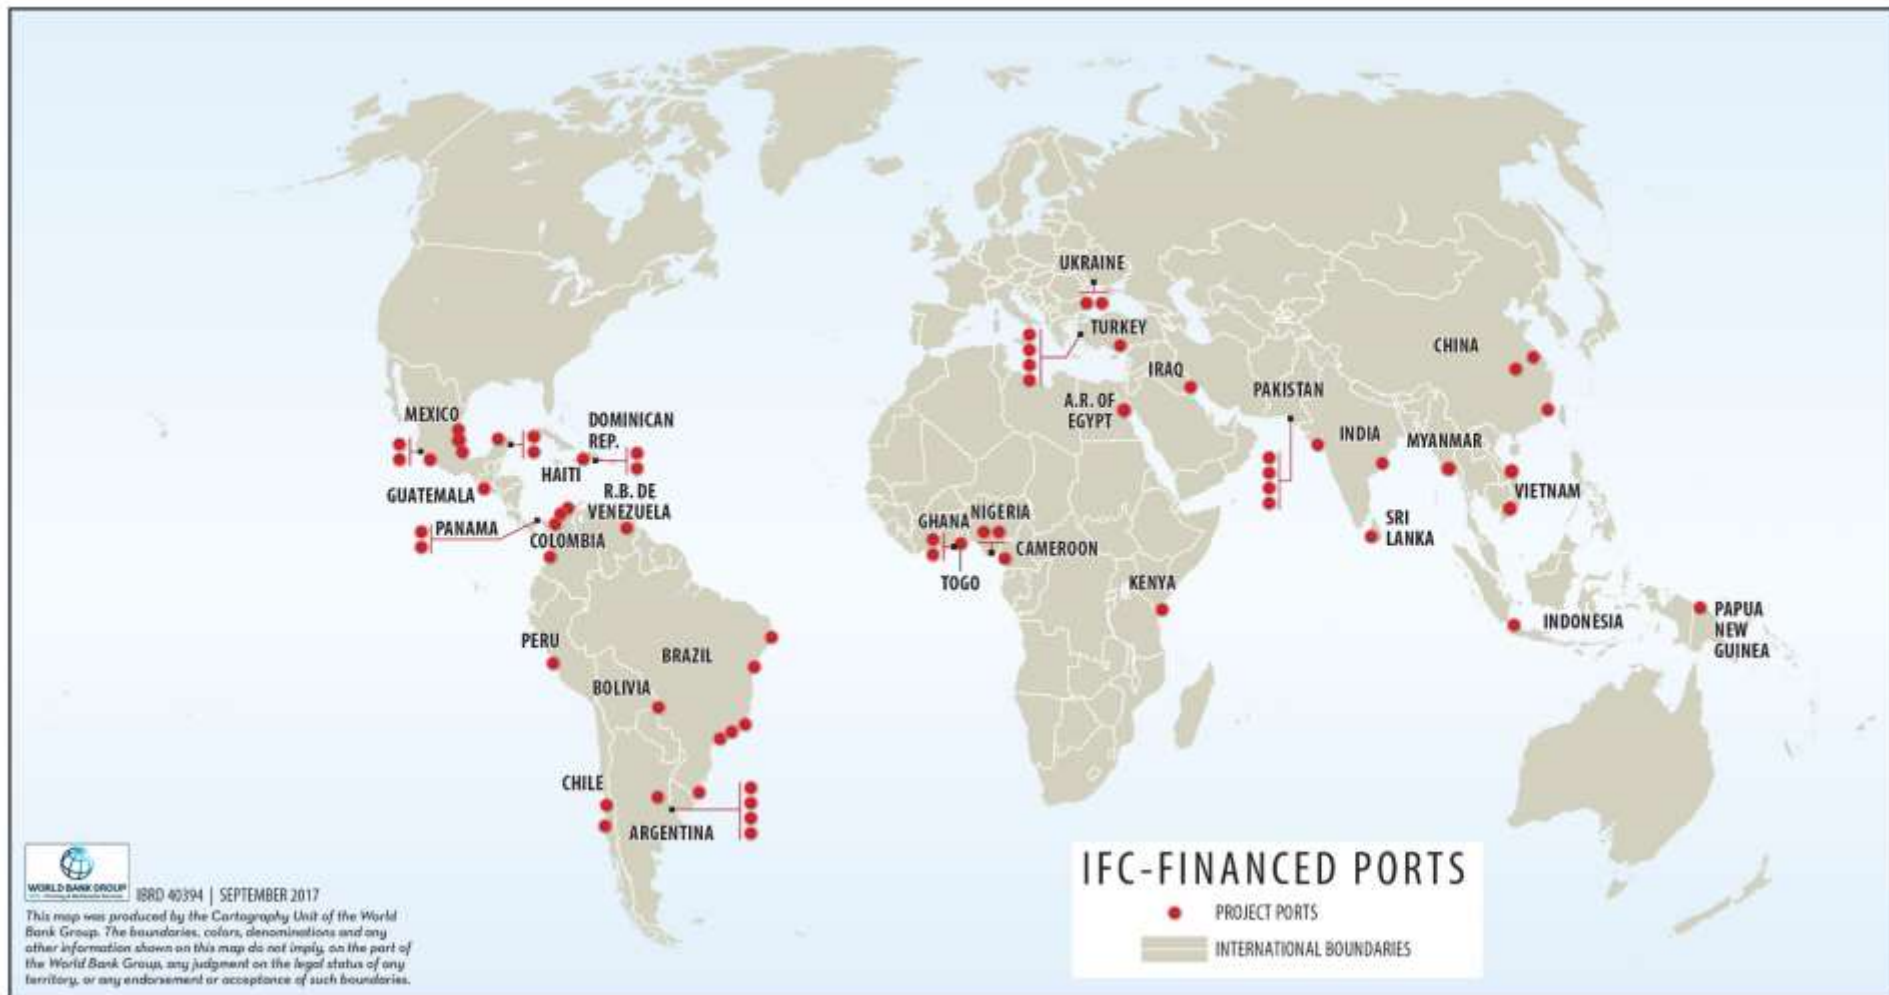 UKRAINE
TURKEY
IRAQ
A.R. OF
EGYPT
PAKISTAN
INDIA
MYANMAR
CHINA
VIETNAM
SRI
LANKA
INDONESIA
PAPUA
NEW
GUINEA
MEXICO
DOMINICAN
REP.
HAITI
GUATEMALA
R.B. DE
VENEZUELA
PANAMA
COLOMBIA
GHANA
NIGERIA
CAMEROON
TOGO
KENYA
PERU
BRAZIL
BOLIVIA
CHILE
ARGENTINA
IFC-FINANCED PORTS
PROJECT PORTS
INTERNATIONAL BOUNDARIES
WORLD BANK GROUP
IBRD 40394 | SEPTEMBER 2017
This map was produced by the Cartography Unit of the World
Bank Group. The boundaries, colors, denominations and any
other information shown on this map do not imply, on the part of
the World Bank Group, any judgment on the legal status of any
territory, or any endorsement or acceptance of such boundaries.